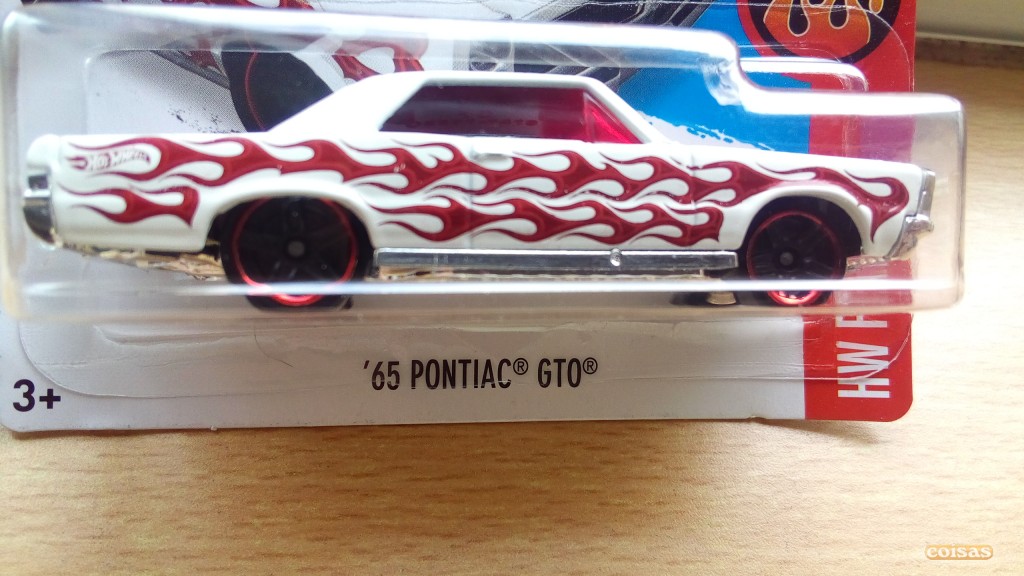 HOT WHEELS
'65 PONTIAC® GTO®
3+
HW F
coisas